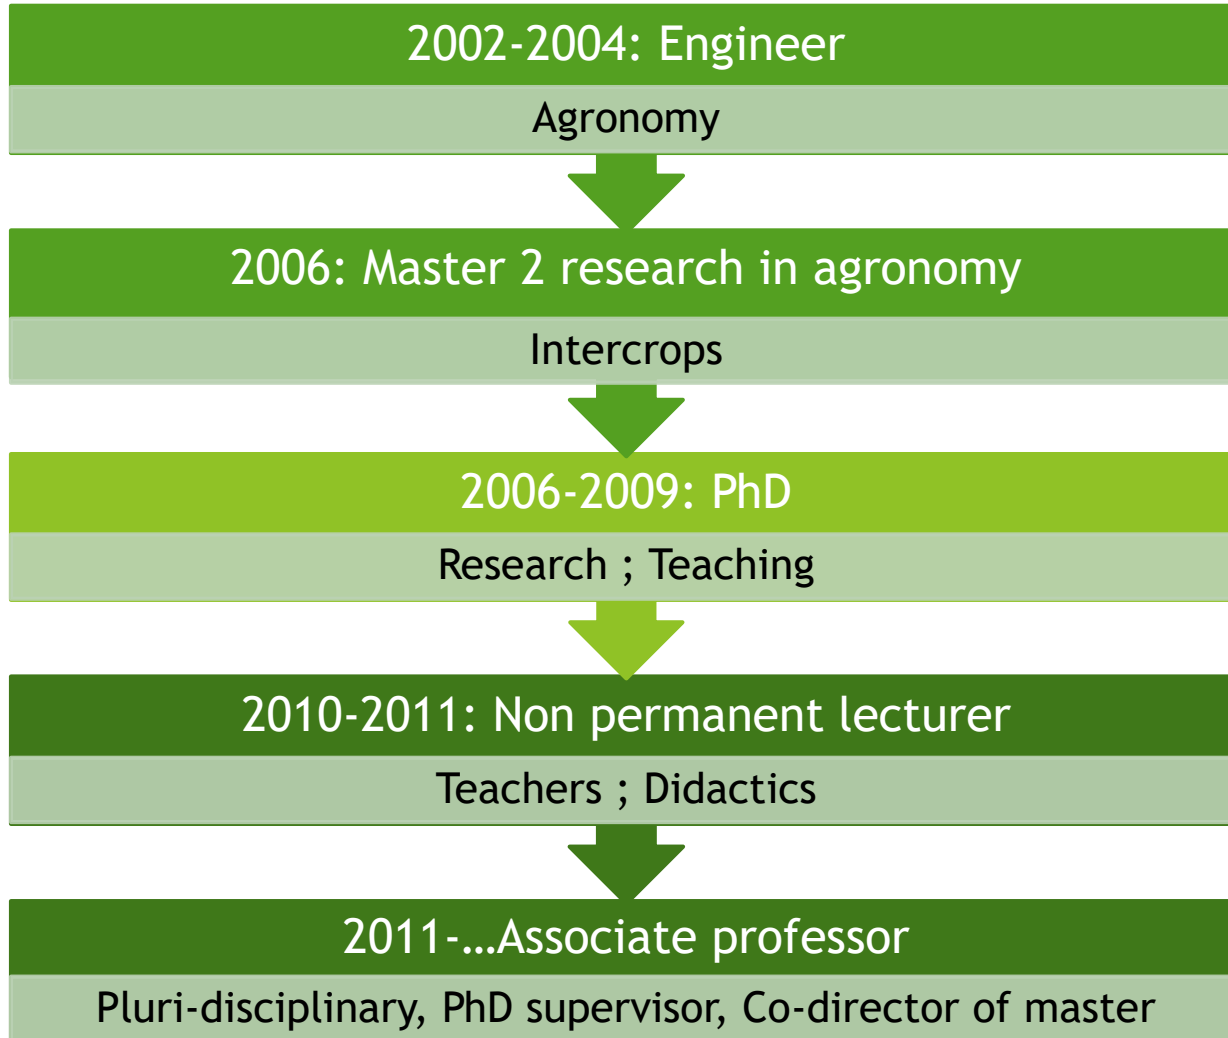 2002-2004: Engineer
Agronomy
2006: Master 2 research in agronomy
Intercrops
2006-2009: PhD
Research ; Teaching
2010-2011: Non permanent lecturer
Teachers ; Didactics
2011-…Associate professor
Pluri-disciplinary, PhD supervisor, Co-director of master